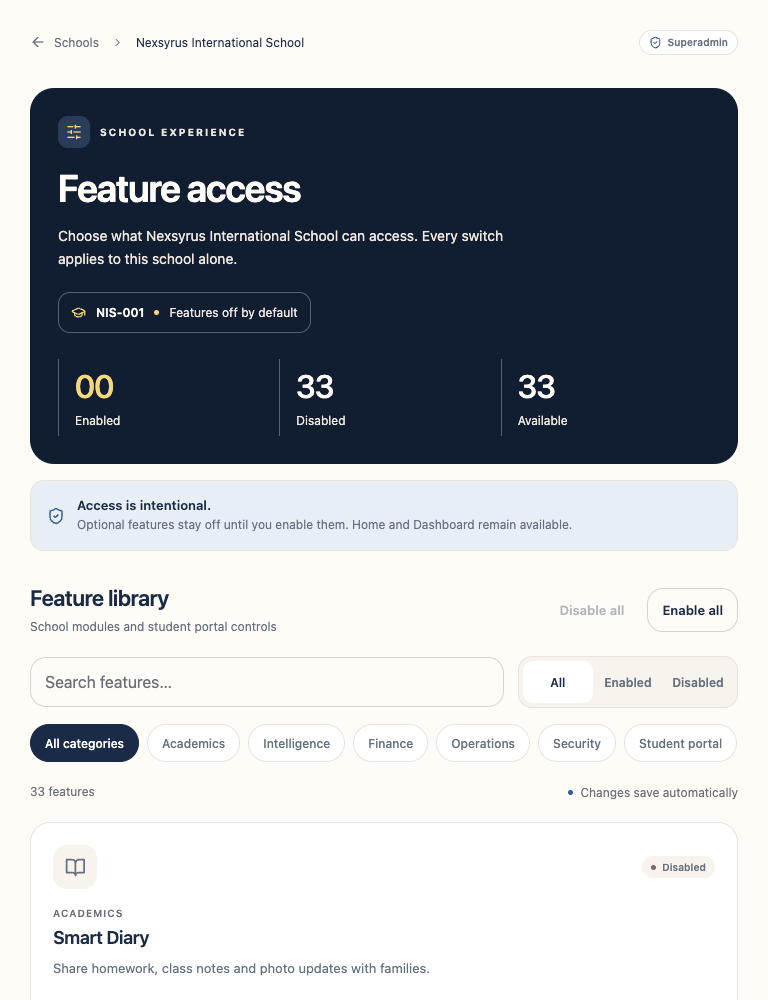 Schools > Nexsyrus International School
Superadmin
SCHOOL EXPERIENCE
Feature access
Choose what Nexsyrus International School can access. Every switch
applies to this school alone.
NIS-001 • Features off by default
00
Enabled
33
Disabled
33
Available
Access is intentional.
Optional features stay off until you enable them. Home and Dashboard remain available.
Feature library
School modules and student portal controls
Disable all
Enable all
Search features...
All
Enabled
Disabled
All categories
Academics
Intelligence
Finance
Operations
Security
Student portal
33 features
Changes save automatically
Disabled
ACADEMICS
Smart Diary
Share homework, class notes and photo updates with families.